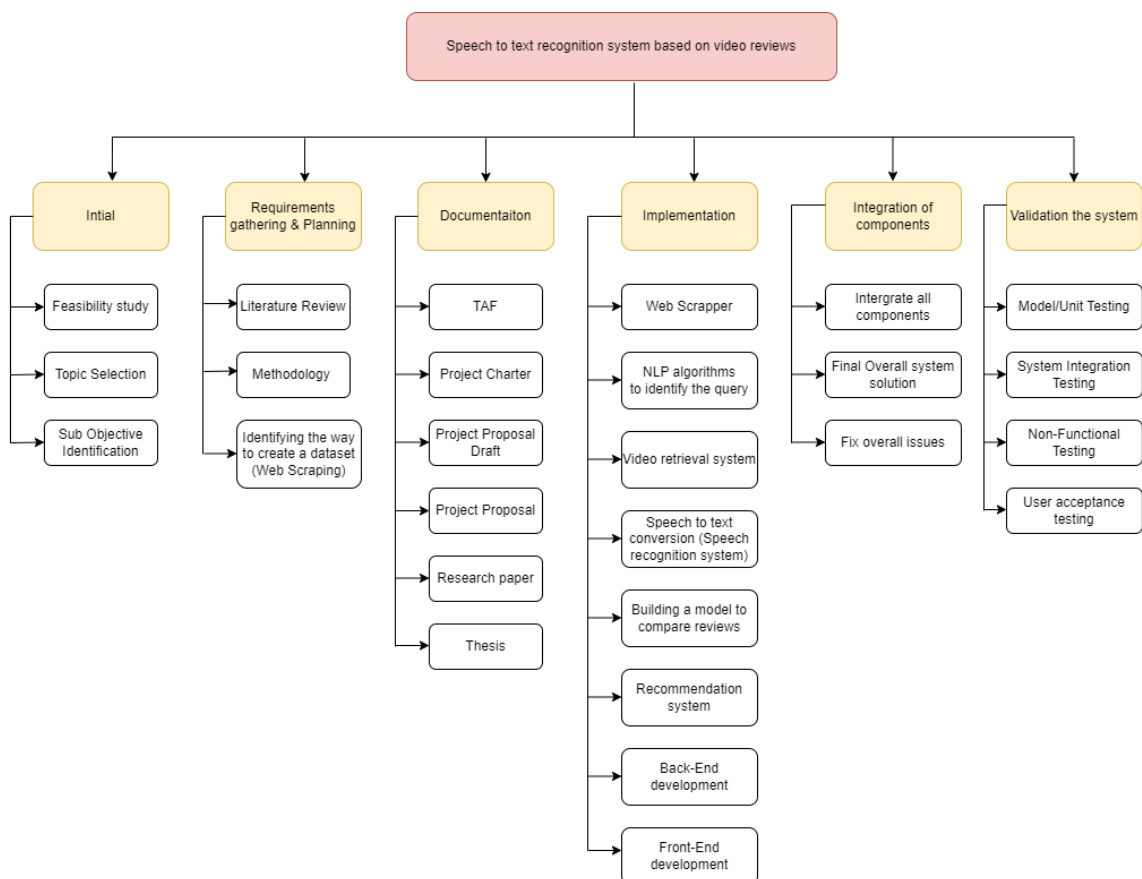 Speech to text recognition system based on video reviews
Intial
Feasibility study
Topic Selection
Sub Objective
Identification
Requirements
gathering & Planning
Literature Review
Methodology
Identifying the way
to create a dataset
(Web Scraping)
Documentaiton
TAF
Project Charter
Project Proposal
Draft
Project Proposal
Research paper
Thesis
Implementation
Web Scrapper
NLP algorithms
to identify the query
Video retrieval system
Speech to text
conversion (Speech
recognition system)
Building a model to
compare reviews
Recommendation
system
Back-End
development
Front-End
development
Integration of
components
Intergrate all
components
Final Overall system
solution
Fix overall issues
Validation the system
Model/Unit Testing
System Integration
Testing
Non-Functional
Testing
User acceptance
testing